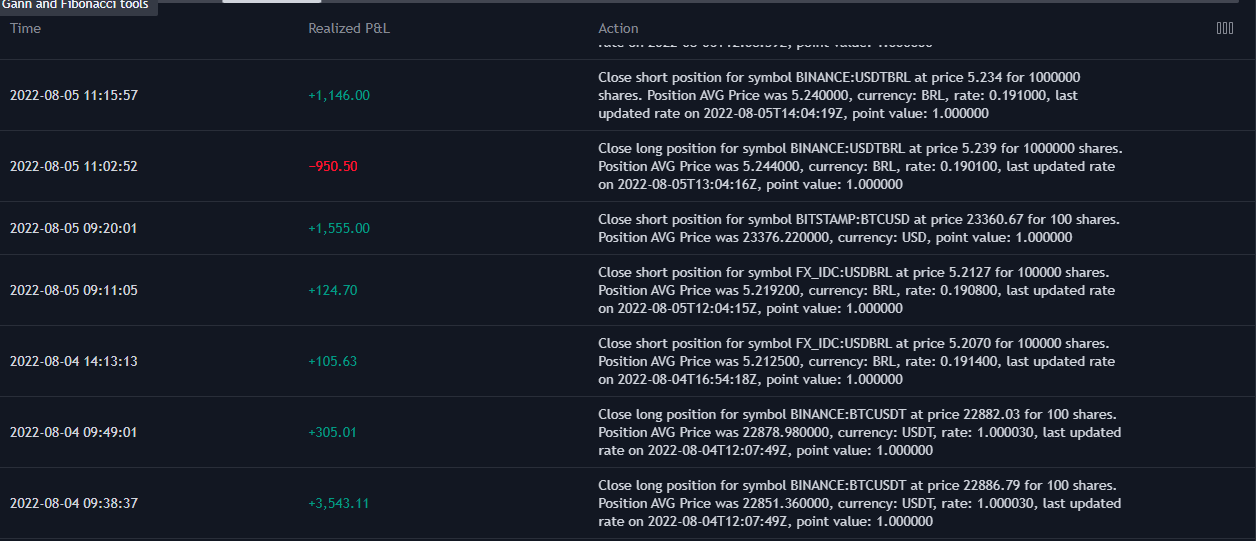 Gann and Fibonacci tools
Time Realized P&L Action
rate on 2022-08-05T12:08:59Z, point value: 1.000000
2022-08-05 11:15:57 +1,146.00 Close short position for symbol BINANCE:USDTBRL at price 5.234 for 1000000
shares. Position AVG Price was 5.240000, currency: BRL, rate: 0.191000, last
updated rate on 2022-08-05T14:04:19Z, point value: 1.000000
2022-08-05 11:02:52 −950.50 Close long position for symbol BINANCE:USDTBRL at price 5.239 for 1000000 shares.
Position AVG Price was 5.244000, currency: BRL, rate: 0.190100, last updated rate
on 2022-08-05T13:04:16Z, point value: 1.000000
2022-08-05 09:20:01 +1,555.00 Close short position for symbol BITSTAMP:BTCUSD at price 23360.67 for 100 shares.
Position AVG Price was 23376.220000, currency: USD, point value: 1.000000
2022-08-05 09:11:05 +124.70 Close short position for symbol FX_IDC:USDBRL at price 5.2127 for 100000 shares.
Position AVG Price was 5.219200, currency: BRL, rate: 0.190800, last updated rate
on 2022-08-05T12:04:15Z, point value: 1.000000
2022-08-04 14:13:13 +105.63 Close short position for symbol FX_IDC:USDBRL at price 5.2070 for 100000 shares.
Position AVG Price was 5.212500, currency: BRL, rate: 0.191400, last updated rate
on 2022-08-04T16:54:18Z, point value: 1.000000
2022-08-04 09:49:01 +305.01 Close long position for symbol BINANCE:BTCUSDT at price 22882.03 for 100 shares.
Position AVG Price was 22878.980000, currency: USDT, rate: 1.000030, last updated
rate on 2022-08-04T12:07:49Z, point value: 1.000000
2022-08-04 09:38:37 +3,543.11 Close long position for symbol BINANCE:BTCUSDT at price 22886.79 for 100 shares.
Position AVG Price was 22851.360000, currency: USDT, rate: 1.000030, last updated
rate on 2022-08-04T12:07:49Z, point value: 1.000000